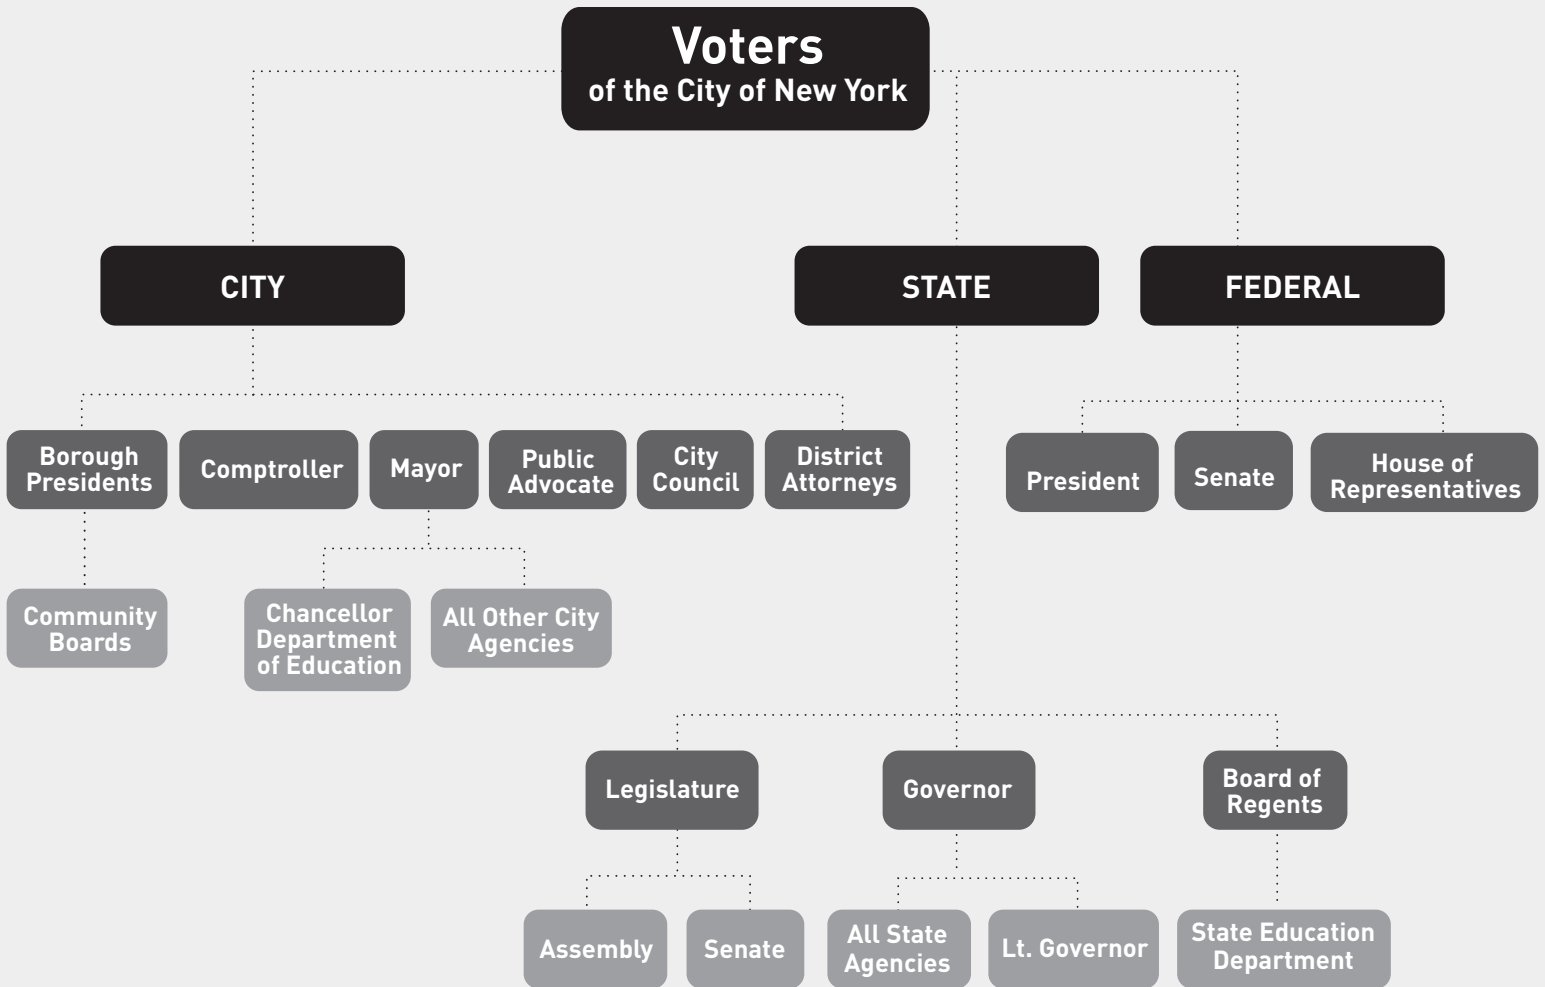 Voters
of the City of New York
CITY
STATE
FEDERAL
Borough
Presidents
Comptroller
Mayor
Public
Advocate
City
Council
District
Attorneys
President
Senate
House of
Representatives
Community
Boards
Chancellor
Department
of Education
All Other City
Agencies
Legislature
Governor
Board of
Regents
Assembly
Senate
All State
Agencies
Lt. Governor
State Education
Department